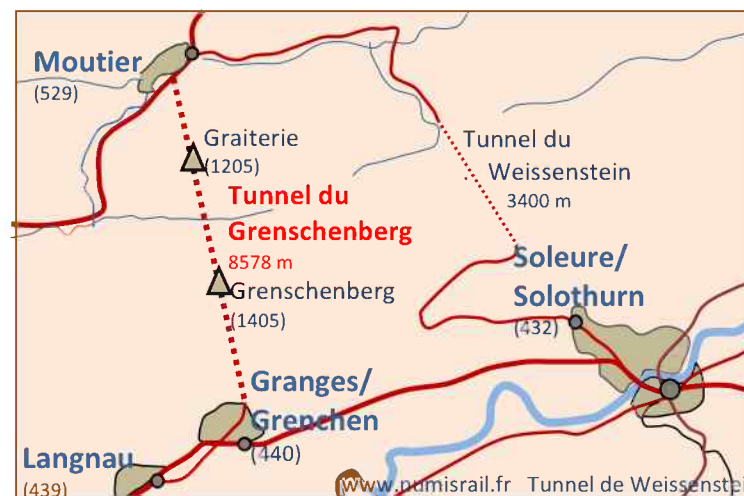 Moutier
(529)
Graiterie
(1205)
Tunnel du
Weissenstein
3400 m
Tunnel du
Grenschenberg
8578 m
Soleure/
Solothurn
(432)
Grenschenberg
(1405)
Granges/
Grenchen
(440)
Langnau
(439)
www.numisrail.fr Tunnel de Weissenste